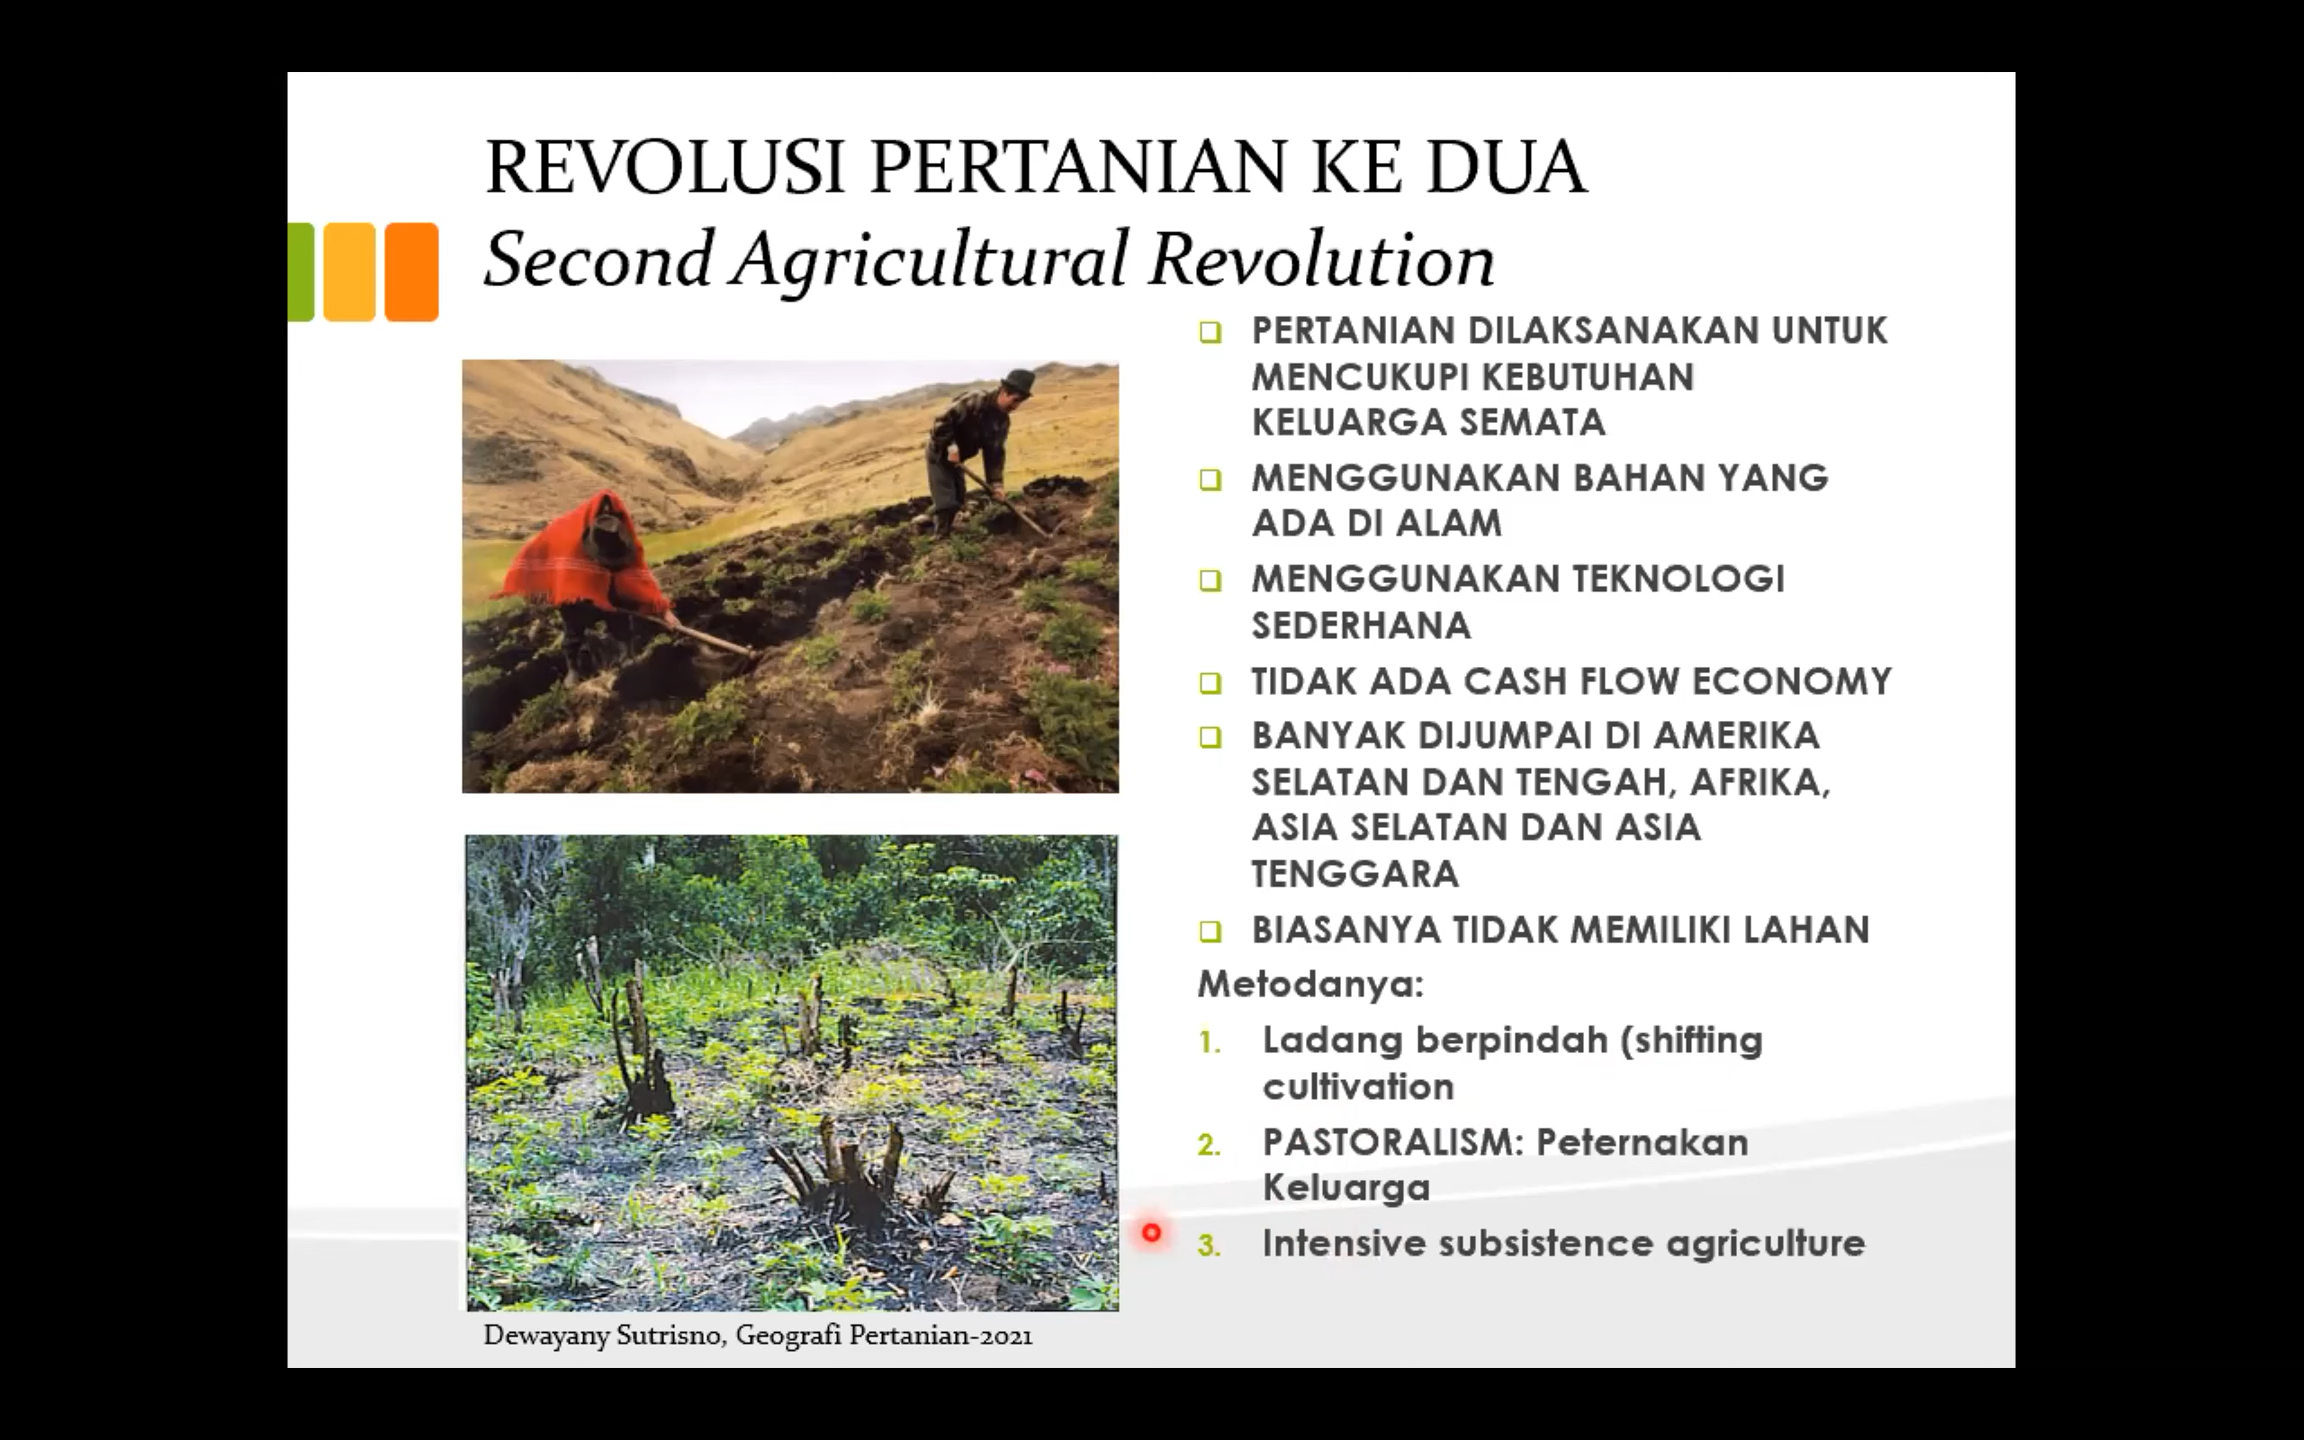 REVOLUSI PERTANIAN KE DUA
Second Agricultural Revolution
PERTANIAN DILAKSANAKAN UNTUK
MENCUKUPI KEBUTUHAN
KELUARGA SEMATA
MENGGUNAKAN BAHAN YANG
ADA DI ALAM
MENGGUNAKAN TEKNOLOGI
SEDERHANA
TIDAK ADA CASH FLOW ECONOMY
BANYAK DIJUMPAI DI AMERIKA
SELATAN DAN TENGAH, AFRIKA,
ASIA SELATAN DAN ASIA
TENGGARA
BIASANYA TIDAK MEMILIKI LAHAN
Metodanya:
1. Ladang berpindah (shifting
cultivation
2. PASTORALISM: Peternakan
Keluarga
3. Intensive subsistence agriculture
Dewayany Sutrisno, Geografi Pertanian-2021